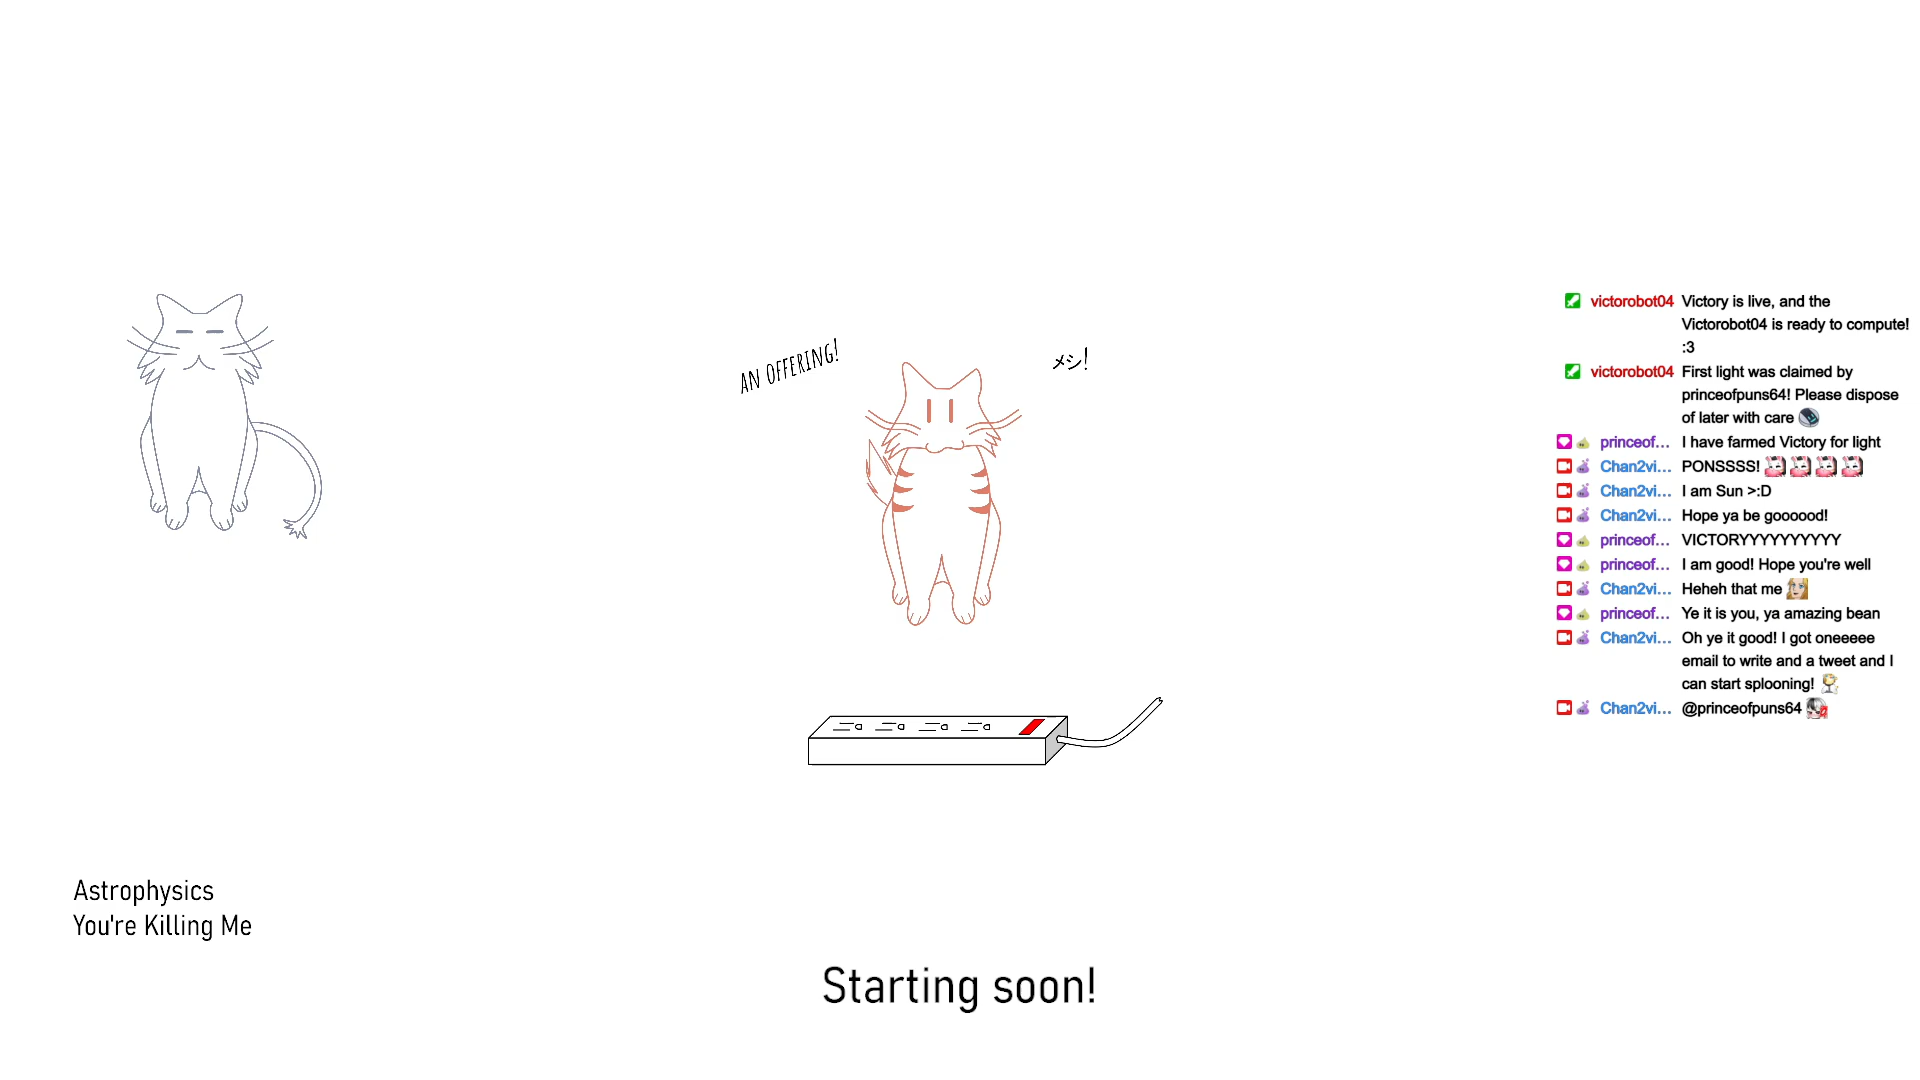 AN OFFERING!
メシ!
Astrophysics
You're Killing Me
Starting soon!
victorobot04 Victory is live, and the
Victorobot04 is ready to compute!
:3
victorobot04 First light was claimed by
princeofpuns64! Please dispose
of later with care
princeof... I have farmed Victory for light
Chan2vi... PONSSSS!
Chan2vi... I am Sun >:D
Chan2vi... Hope ya be goooood!
princeof... VICTORYYYYYYYYYY
princeof... I am good! Hope you're well
Chan2vi... Heheh that me
princeof... Ye it is you, ya amazing bean
Chan2vi... Oh ye it good! I got oneeeee
email to write and a tweet and I
can start splooning!
Chan2vi... @princeofpuns64